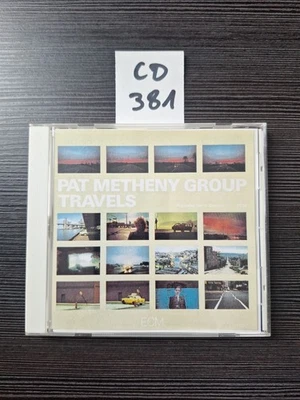 CD
381
PAT METHENY GROUP
TRAVELS
ECM